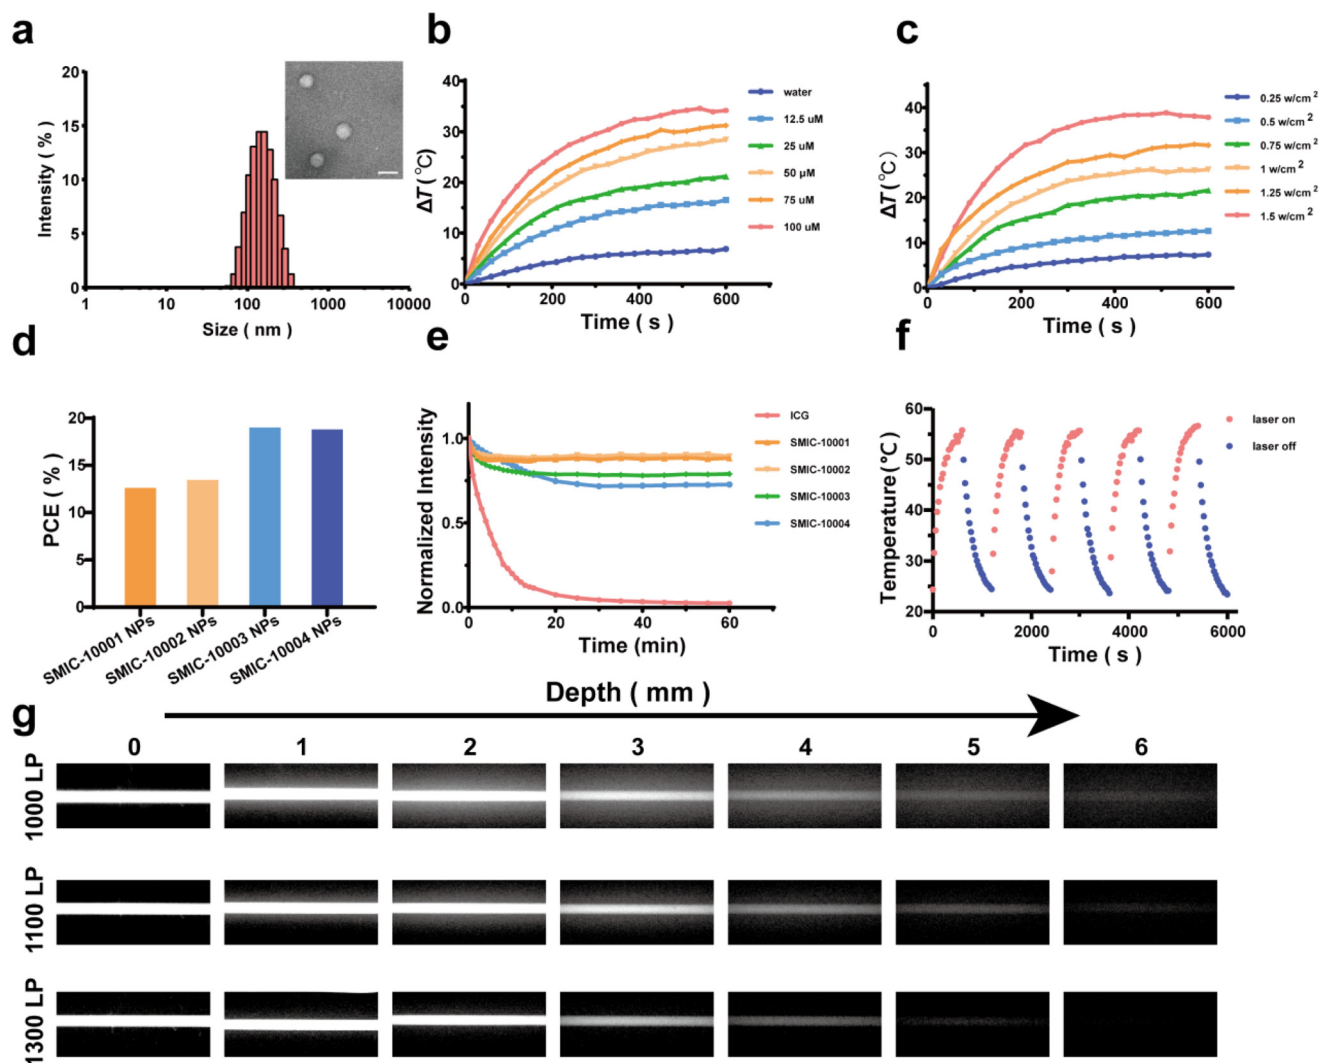 a
20
15
10
5
0
Intensity ( % )
1 10 100 1000 10000
Size ( nm )
b
40
30
20
10
0
ΔT (°C)
0 200 400 600
Time ( s )
water
12.5 uM
25 uM
50 μM
75 uM
100 uM
c
40
30
20
10
0
ΔT (°C)
0 200 400 600
Time ( s )
0.25 w/cm 2
0.5 w/cm 2
0.75 w/cm 2
1 w/cm 2
1.25 w/cm 2
1.5 w/cm 2
d
20
15
10
5
0
PCE ( % )
SMIC-10001 NPs
SMIC-10002 NPs
SMIC-10003 NPs
SMIC-10004 NPs
e
1.0
0.5
0.0
Normalized Intensity
0 20 40 60
Time (min)
ICG
SMIC-10001
SMIC-10002
SMIC-10003
SMIC-10004
f
60
50
40
30
20
Temperature (°C)
0 2000 4000 6000
Time ( s )
laser on
laser off
g
Depth ( mm )
0 1 2 3 4 5 6
1000 LP
1100 LP
1300 LP